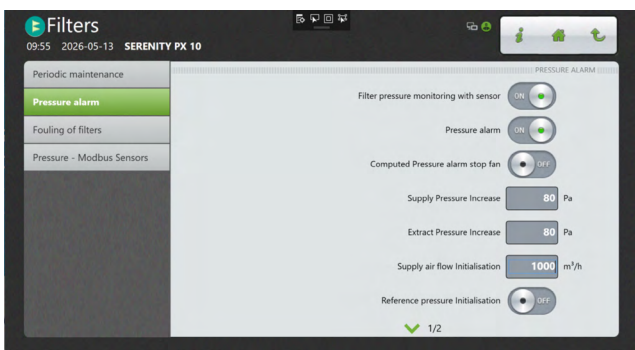 Filters
09:55 2026-05-13 SERENITY PX 10
Periodic maintenance
Pressure alarm
Fouling of filters
Pressure - Modbus Sensors
PRESSURE ALARM
Filter pressure monitoring with sensor ON
Pressure alarm ON
Computed Pressure alarm stop fan OFF
Supply Pressure Increase 80 Pa
Extract Pressure Increase 80 Pa
Supply air flow Initialisation 1000 m³/h
Reference pressure Initialisation OFF
1/2